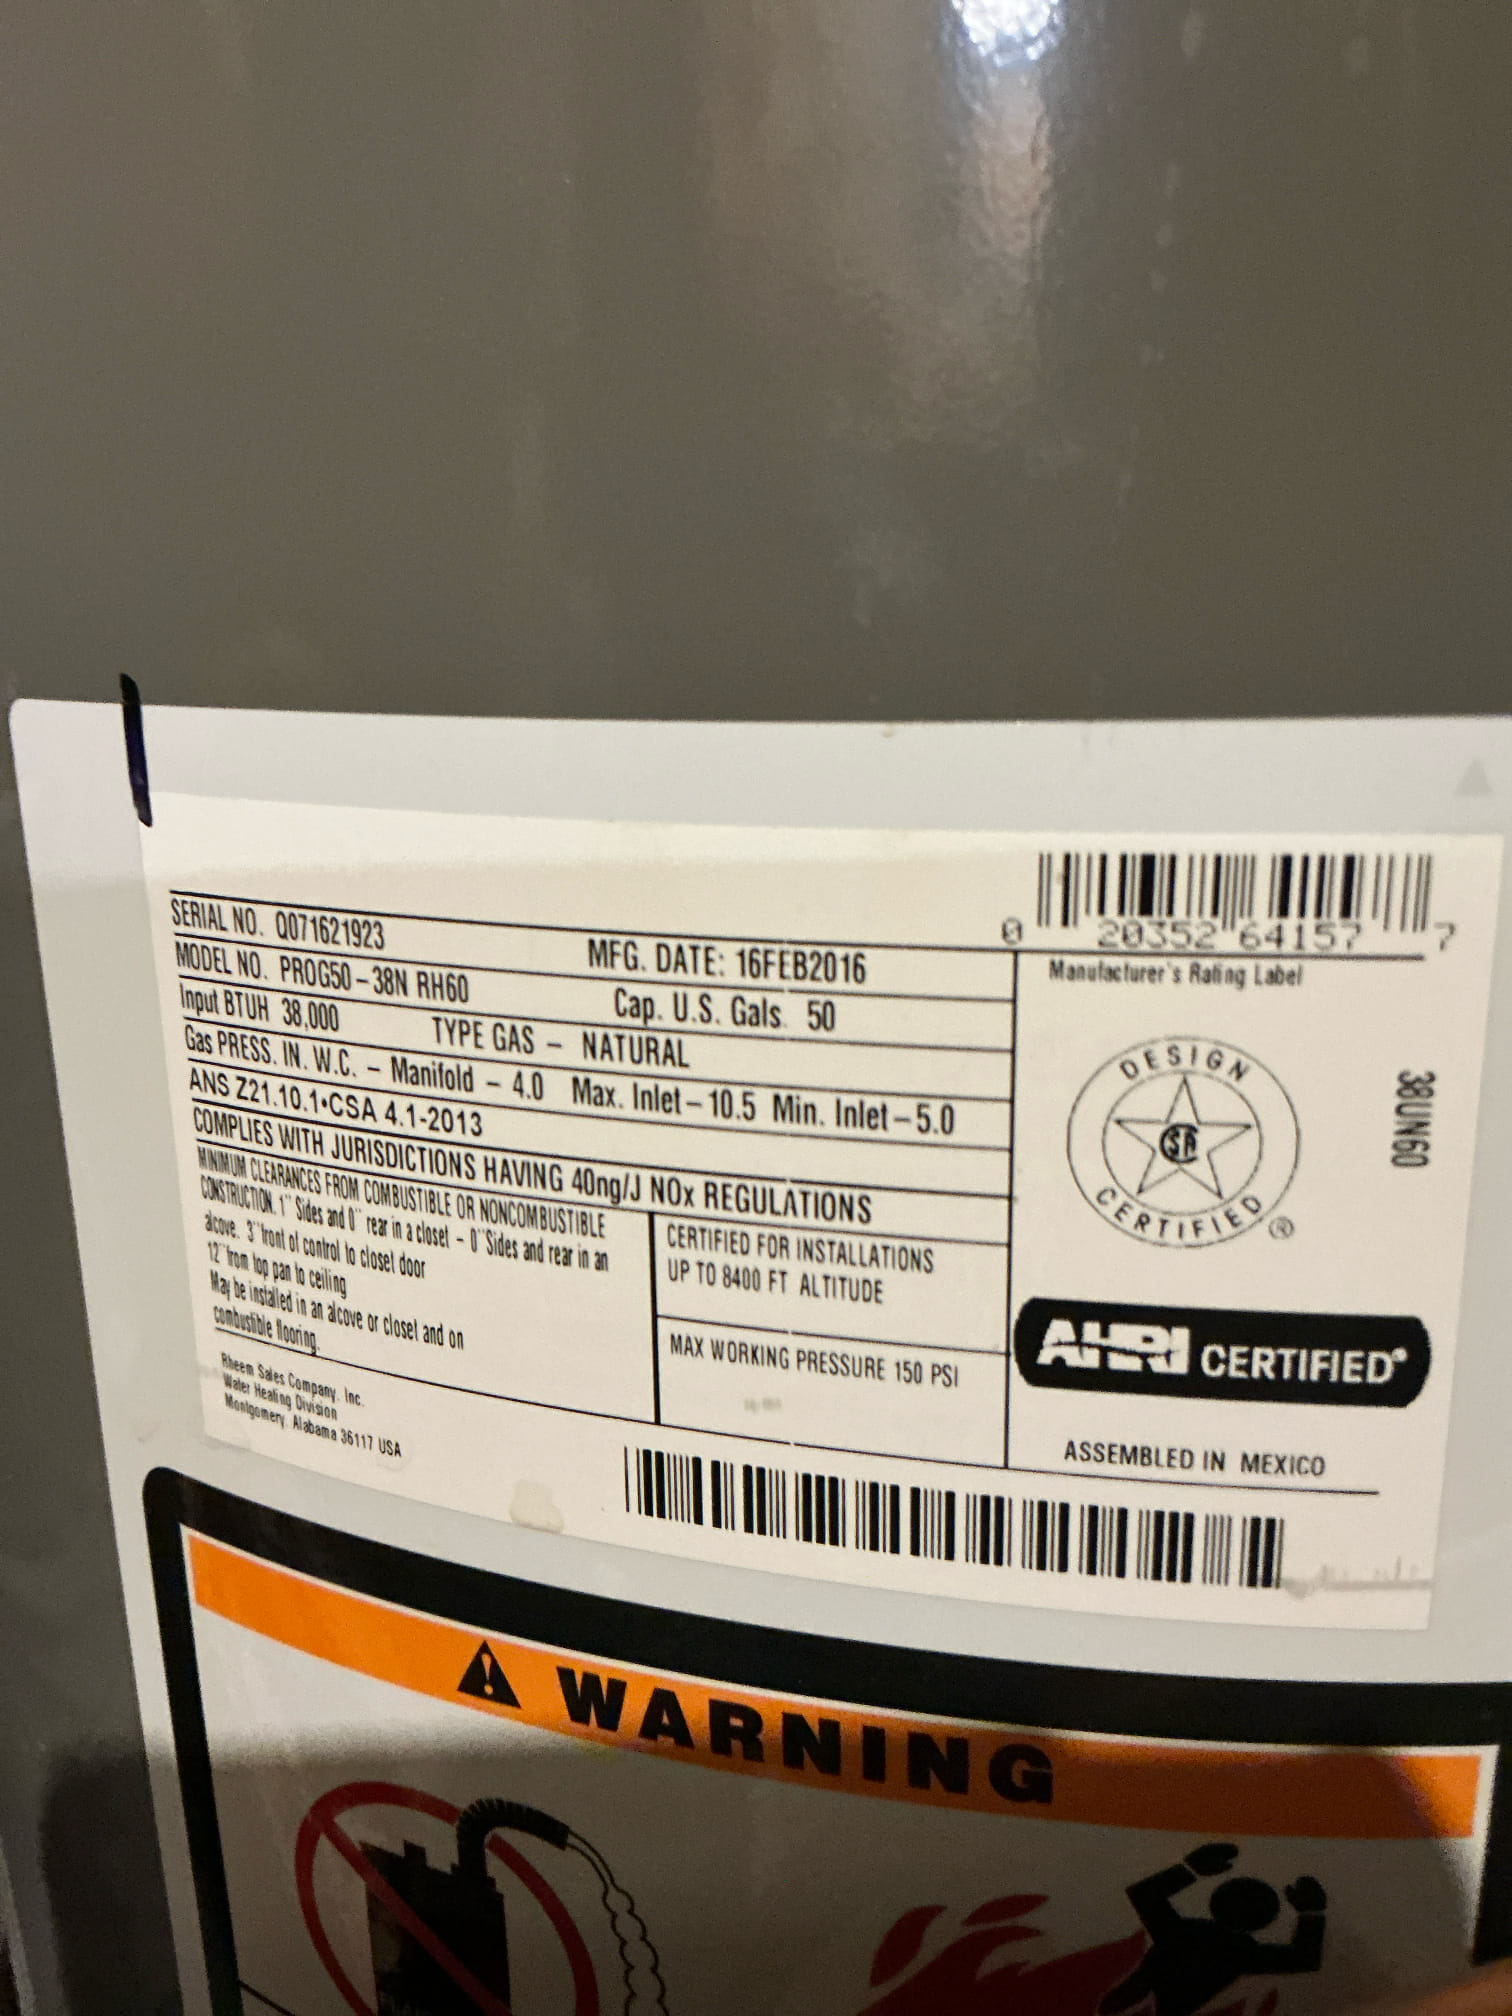 0 20352 64157 7
SERIAL NO. Q071621923 MFG. DATE: 16FEB2016
MODEL NO. PROG50-38N RH60 Cap. U.S. Gals. 50
Input BTUH 38,000 TYPE GAS - NATURAL
Gas PRESS. IN. W.C. - Manifold - 4.0 Max. Inlet-10.5 Min. Inlet-5.0
ANS Z21.10.1•CSA 4.1-2013
COMPLIES WITH JURISDICTIONS HAVING 40ng/J NOx REGULATIONS
MINIMUM CLEARANCES FROM COMBUSTIBLE OR NONCOMBUSTIBLE
CONSTRUCTION. 1" Sides and 0" rear in a closet - 0" Sides and rear in an
alcove. 3" front of control to closet door
12" from top pan to ceiling
May be installed in an alcove or closet and on
combustible flooring.
CERTIFIED FOR INSTALLATIONS
UP TO 8400 FT ALTITUDE
MAX WORKING PRESSURE 150 PSI
Rheem Sales Company, Inc.
Water Heating Division
Montgomery, Alabama 36117 USA
Manufacturer's Rating Label
DESIGN
SA
CERTIFIED ®
38UN60
AHRI CERTIFIED®
ASSEMBLED IN MEXICO
WARNING